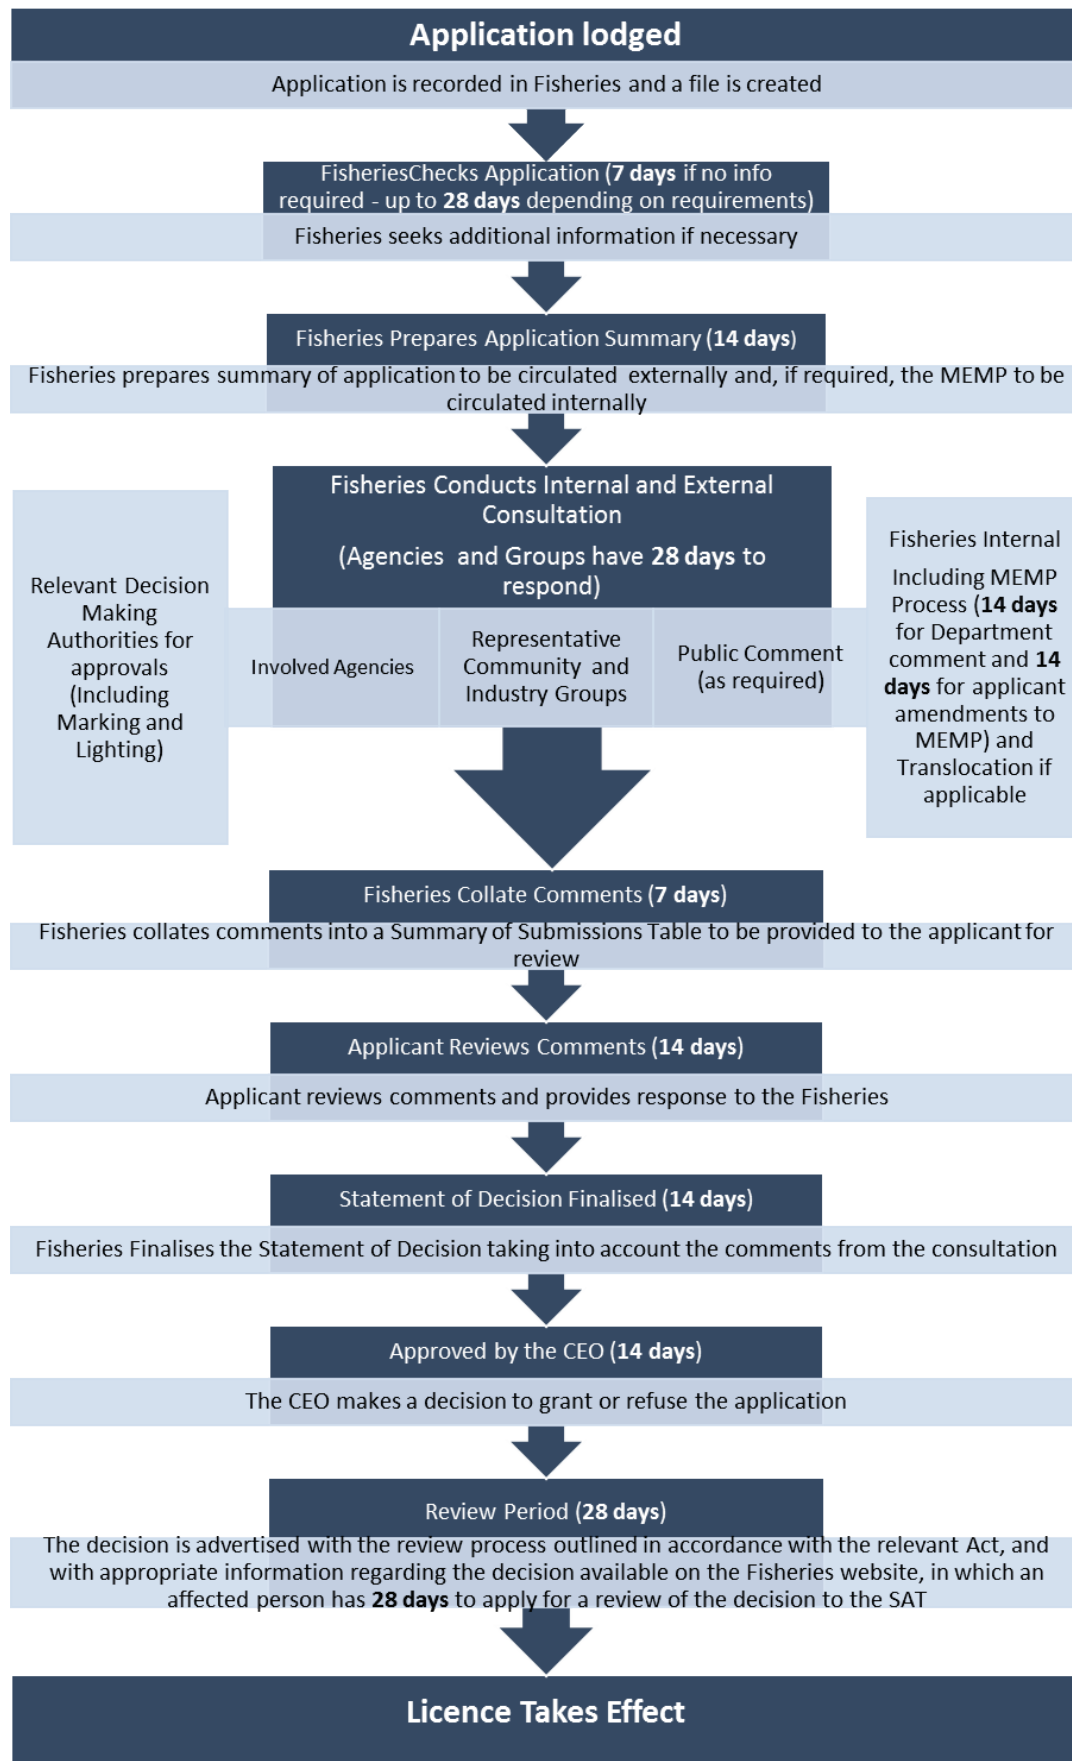 Application lodged
Application is recorded in Fisheries and a file is created
FisheriesChecks Application (7 days if no info
required - up to 28 days depending on requirements)
Fisheries seeks additional information if necessary
Fisheries Prepares Application Summary (14 days)
Fisheries prepares summary of application to be circulated externally and, if required, the MEMP to be
circulated internally
Fisheries Conducts Internal and External
Consultation
(Agencies and Groups have 28 days to
respond)
Relevant Decision
Making
Authorities for
approvals
(Including
Marking and
Lighting)
Involved Agencies
Representative
Community and
Industry Groups
Public Comment
(as required)
Fisheries Internal
Including MEMP
Process (14 days
for Department
comment and 14
days for applicant
amendments to
MEMP) and
Translocation if
applicable
Fisheries Collate Comments (7 days)
Fisheries collates comments into a Summary of Submissions Table to be provided to the applicant for
review
Applicant Reviews Comments (14 days)
Applicant reviews comments and provides response to the Fisheries
Statement of Decision Finalised (14 days)
Fisheries Finalises the Statement of Decision taking into account the comments from the consultation
Approved by the CEO (14 days)
The CEO makes a decision to grant or refuse the application
Review Period (28 days)
The decision is advertised with the review process outlined in accordance with the relevant Act, and
with appropriate information regarding the decision available on the Fisheries website, in which an
affected person has 28 days to apply for a review of the decision to the SAT
Licence Takes Effect